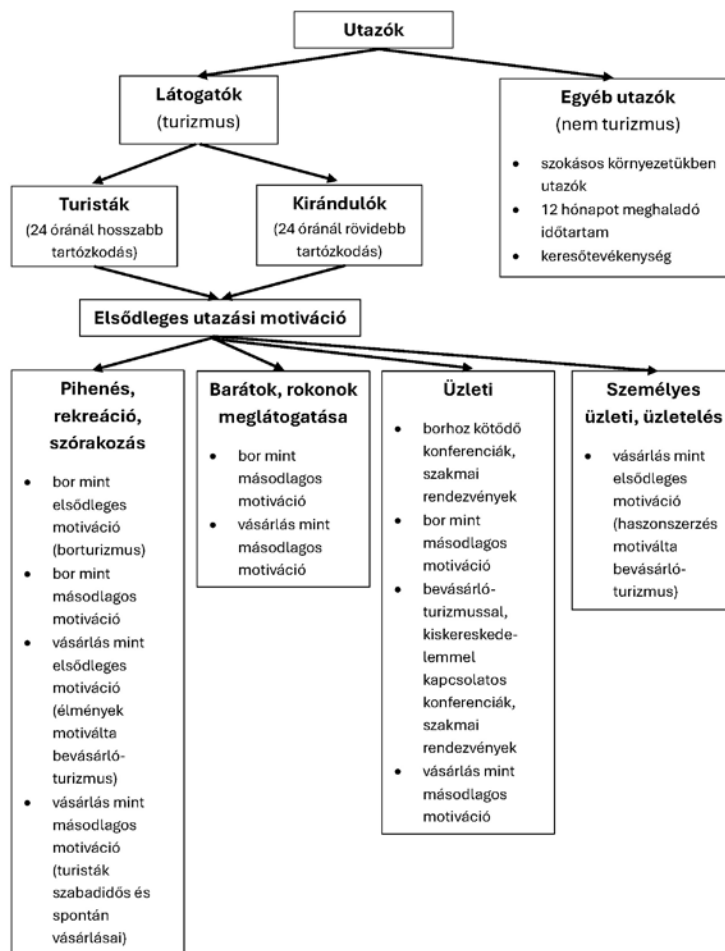 Utazók
Látogatók
(turizmus)
Egyéb utazók
(nem turizmus)
• szokásos környezetükben
utazók
• 12 hónapot meghaladó
időtartam
• keresőtevékenység
Turisták
(24 óránál hosszabb
tartózkodás)
Kirándulók
(24 óránál rövidebb
tartózkodás)
Elsődleges utazási motiváció
Pihenés,
rekreáció,
szórakozás
• bor mint
elsődleges
motiváció
(borturizmus)
• bor mint
másodlagos
motiváció
• vásárlás mint
elsődleges
motiváció
(élmények
motiválta
bevásárló-
turizmus)
• vásárlás mint
másodlagos
motiváció
(turisták
szabadidős és
spontán
vásárlásai)
Barátok, rokonok
meglátogatása
• bor mint
másodlagos
motiváció
• vásárlás mint
másodlagos
motiváció
Üzleti
• borhoz kötődő
konferenciák,
szakmai
rendezvények
• bor mint
másodlagos
motiváció
• bevásárló-
turizmussal,
kiskereskede-
lemmel
kapcsolatos
konferenciák,
szakmai
rendezvények
• vásárlás mint
másodlagos
motiváció
Személyes
üzleti, üzletelés
• vásárlás mint
elsődleges
motiváció
(haszonszerzés
motiválta
bevásárló-
turizmus)